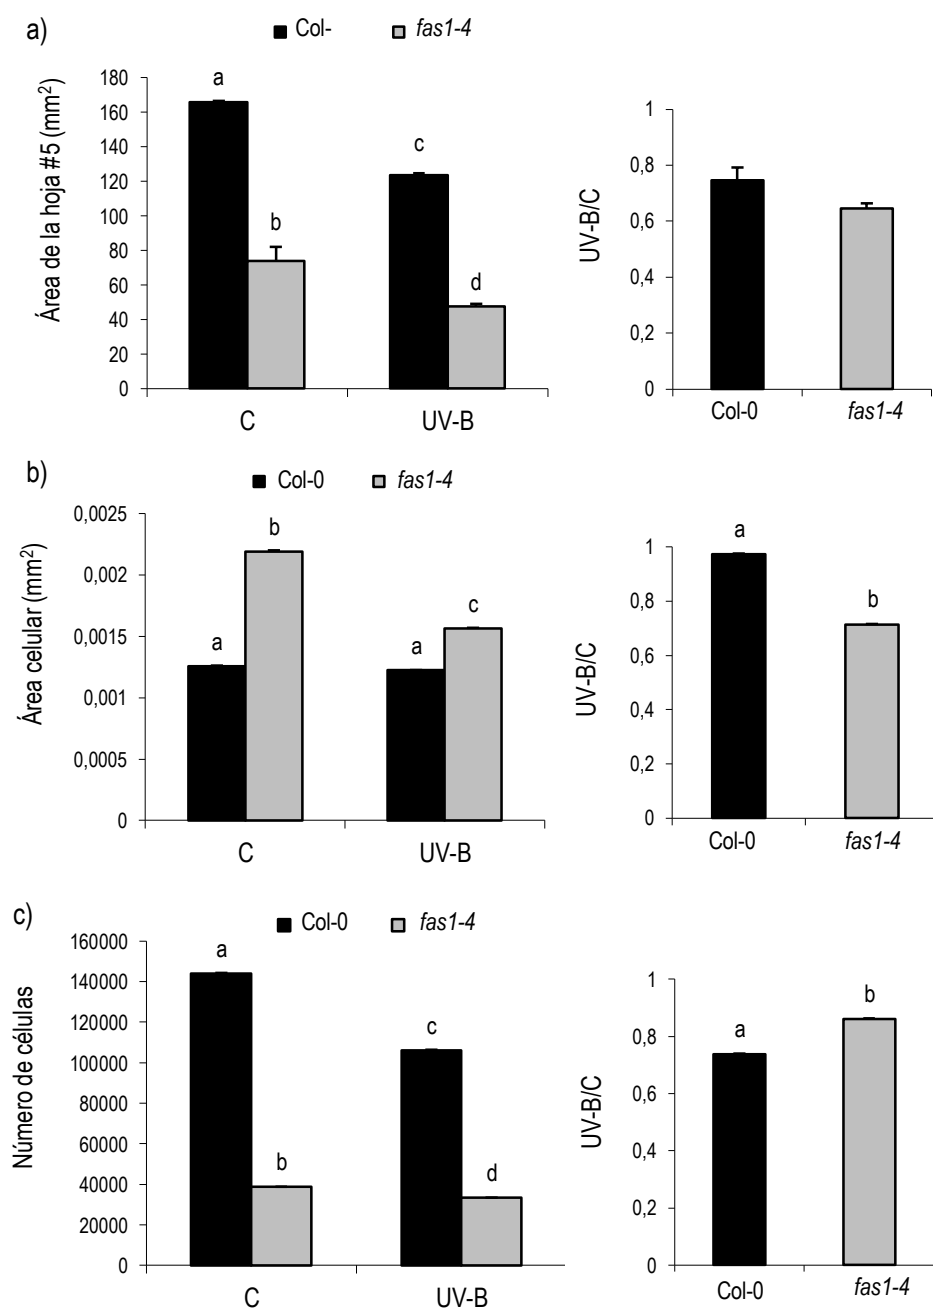 a)
Col-
fas1-4
Área de la hoja #5 (mm²)
180
160
140
120
100
80
60
40
20
0
a
b
c
d
C
UV-B
UV-B/C
1
0,8
0,6
0,4
0,2
0
Col-0
fas1-4
b)
Col-0
fas1-4
Área celular (mm²)
0,0025
0,002
0,0015
0,001
0,0005
0
a
b
a
c
C
UV-B
UV-B/C
1
0,8
0,6
0,4
0,2
0
a
b
Col-0
fas1-4
c)
Col-0
fas1-4
Número de células
160000
140000
120000
100000
80000
60000
40000
20000
0
a
b
c
d
C
UV-B
UV-B/C
1
0,8
0,6
0,4
0,2
0
a
b
Col-0
fas1-4